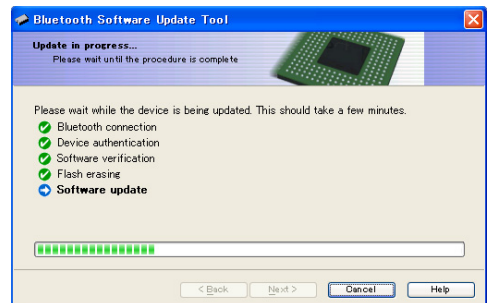 Bluetooth Software Update Tool
Update in progress...
Please wait until the procedure is complete
Please wait while the device is being updated. This should take a few minutes.
Bluetooth connection
Device authentication
Software verification
Flash erasing
Software update
< Back Next > Cancel Help